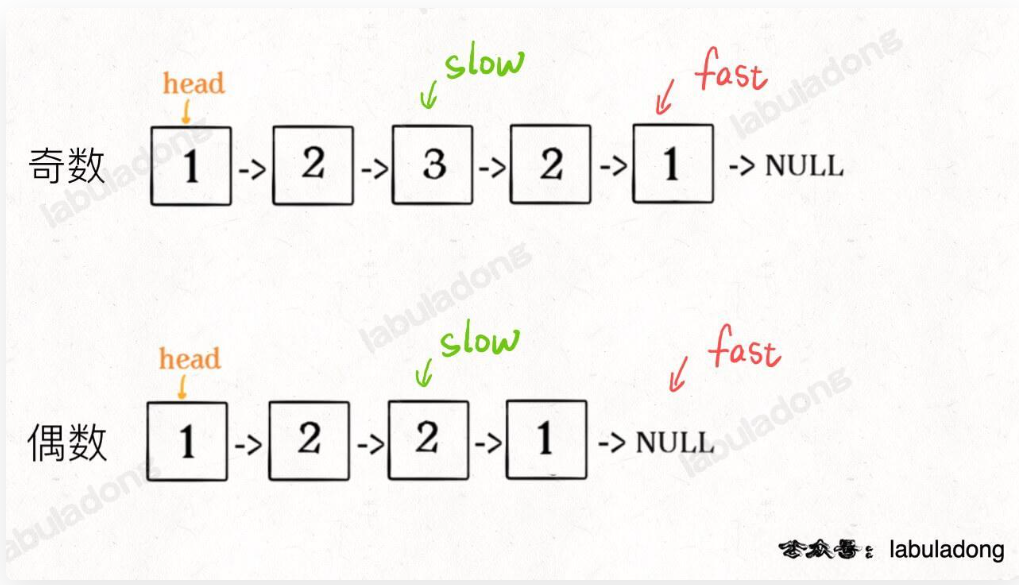 slow
fast
head
奇数 1 -> 2 -> 3 -> 2 -> 1 -> NULL
slow
fast
head
偶数 1 -> 2 -> 2 -> 1 -> NULL
公众号：labuladong
labuladong
labuladong
labuladong
labuladong
labuladong